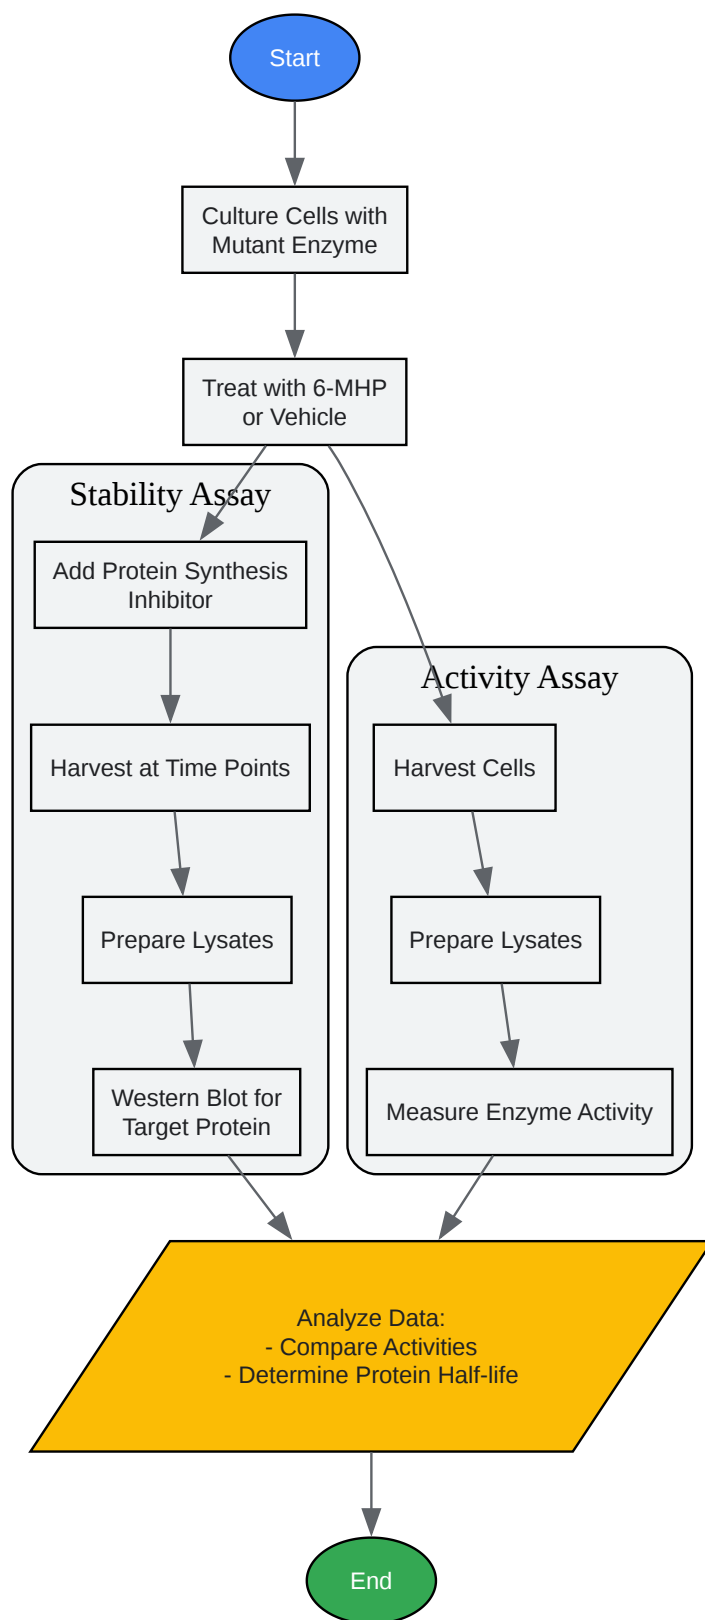 Start
Culture Cells with
Mutant Enzyme
Treat with 6-MHP
or Vehicle
Stability Assay
Add Protein Synthesis
Inhibitor
Harvest at Time Points
Prepare Lysates
Western Blot for
Target Protein
Activity Assay
Harvest Cells
Prepare Lysates
Measure Enzyme Activity
Analyze Data:
- Compare Activities
- Determine Protein Half-life
End